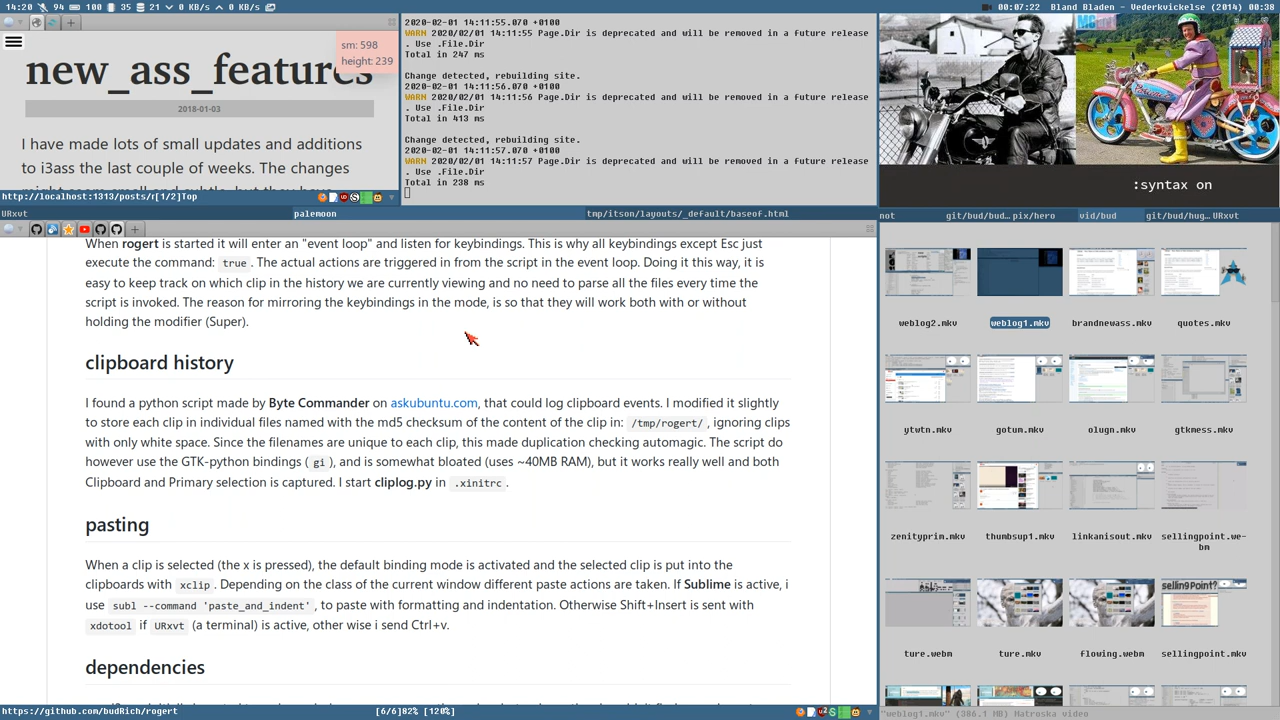 14:20 94 100 35 21 0 KB/s 0 KB/s
00:07:22 Bland Bladen - Vederkvickelse (2014) 00:38
new_ass_features
sm: 598
height: 239
2018-01-03
I have made lots of small updates and additions
to i3ass the last couple of weeks. The changes
http://localhost:1313/posts/r[1/2]Top
2020-02-01 14:11:55.070 +0100
WARN 2020/02/01 14:11:55 Page.Dir is deprecated and will be removed in a future release
. Use .File.Dir
Total in 247 ms
Change detected, rebuilding site.
2020-02-01 14:11:56.070 +0100
WARN 2020/02/01 14:11:56 Page.Dir is deprecated and will be removed in a future release
. Use .File.Dir
Total in 413 ms
Change detected, rebuilding site.
2020-02-01 14:11:57.070 +0100
WARN 2020/02/01 14:11:57 Page.Dir is deprecated and will be removed in a future release
. Use .File.Dir
Total in 238 ms
:syntax on
URxvt palemoon tmp/itson/layouts/_default/baseof.html
When rogert is started it will enter an "event loop" and listen for keybindings. This is why all keybindings except Esc just
execute the command: true . The actual actions are triggered in from the script in the event loop. Doing it this way, it is
easy to keep track on which clip in the history we are currently viewing and no need to parse all the files every time the
script is invoked. The reason for mirroring the keybindings in the mode, is so that they will work both with or without
holding the modifier (Super).
clipboard history
I found a python script made by Byte Commander on askubuntu.com, that could log clipboard events. I modified it slightly
to store each clip in individual files named with the md5 checksum of the content of the clip in: /tmp/rogert/ , ignoring clips
with only white space. Since the filenames are unique to each clip, this made duplication checking automagic. The script do
however use the GTK-python bindings ( gi ), and is somewhat bloated (uses ~40MB RAM), but it works really well and both
Clipboard and Primary selection is captured. I start cliplog.py in .xinitrc .
pasting
When a clip is selected (the x is pressed), the default binding mode is activated and the selected clip is put into the
clipboards with xclip . Depending on the class of the current window different paste actions are taken. If Sublime is active, i
use subl --command 'paste_and_indent' , to paste with formatting and indentation. Otherwise Shift+Insert is sent with
xdotool if URxvt (a terminal) is active, other wise i send Ctrl+v.
dependencies
https://github.com/budRich/rogert [6/6]82% [120%]
not git/bud/bud… pix/hero vid/bud git/bud/hug… URxvt
weblog2.mkv weblog1.mkv brandnewass.mkv quotes.mkv
ytwtn.mkv gotun.mkv olugn.mkv gtkmess.mkv
zenityprim.mkv thumbsup1.mkv linkanisout.mkv sellingpoint.we-
bm
ture.webm ture.mkv flowing.webm sellingpoint.mkv
"weblog1.mkv" (386.1 MB) Matroska video